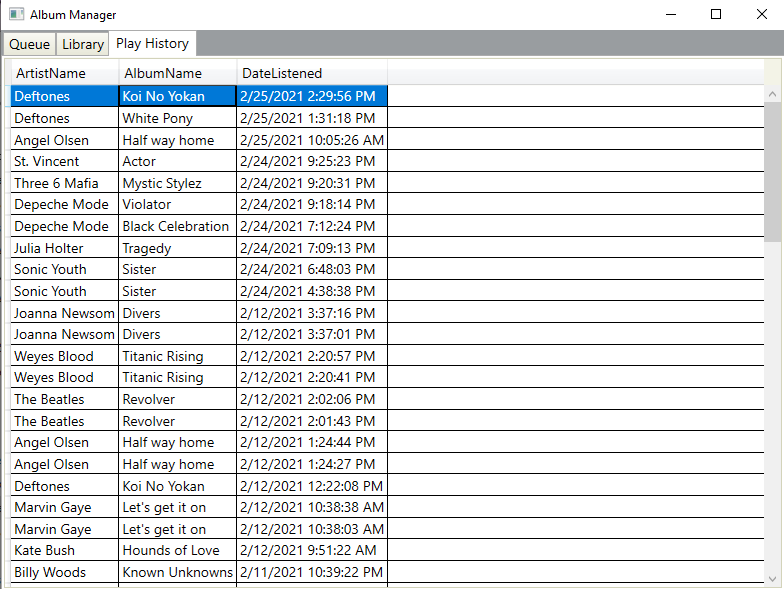 Album Manager
Queue Library Play History
ArtistName AlbumName DateListened
Deftones Koi No Yokan 2/25/2021 2:29:56 PM
Deftones White Pony 2/25/2021 1:31:18 PM
Angel Olsen Half way home 2/25/2021 10:05:26 AM
St. Vincent Actor 2/24/2021 9:25:23 PM
Three 6 Mafia Mystic Stylez 2/24/2021 9:20:31 PM
Depeche Mode Violator 2/24/2021 9:18:14 PM
Depeche Mode Black Celebration 2/24/2021 7:12:24 PM
Julia Holter Tragedy 2/24/2021 7:09:13 PM
Sonic Youth Sister 2/24/2021 6:48:03 PM
Sonic Youth Sister 2/24/2021 4:38:38 PM
Joanna Newsom Divers 2/12/2021 3:37:16 PM
Joanna Newsom Divers 2/12/2021 3:37:01 PM
Weyes Blood Titanic Rising 2/12/2021 2:20:57 PM
Weyes Blood Titanic Rising 2/12/2021 2:20:41 PM
The Beatles Revolver 2/12/2021 2:02:06 PM
The Beatles Revolver 2/12/2021 2:01:43 PM
Angel Olsen Half way home 2/12/2021 1:24:44 PM
Angel Olsen Half way home 2/12/2021 1:24:27 PM
Deftones Koi No Yokan 2/12/2021 12:22:08 PM
Marvin Gaye Let's get it on 2/12/2021 10:38:38 AM
Marvin Gaye Let's get it on 2/12/2021 10:38:03 AM
Kate Bush Hounds of Love 2/12/2021 9:51:22 AM
Billy Woods Known Unknowns 2/11/2021 10:39:22 PM